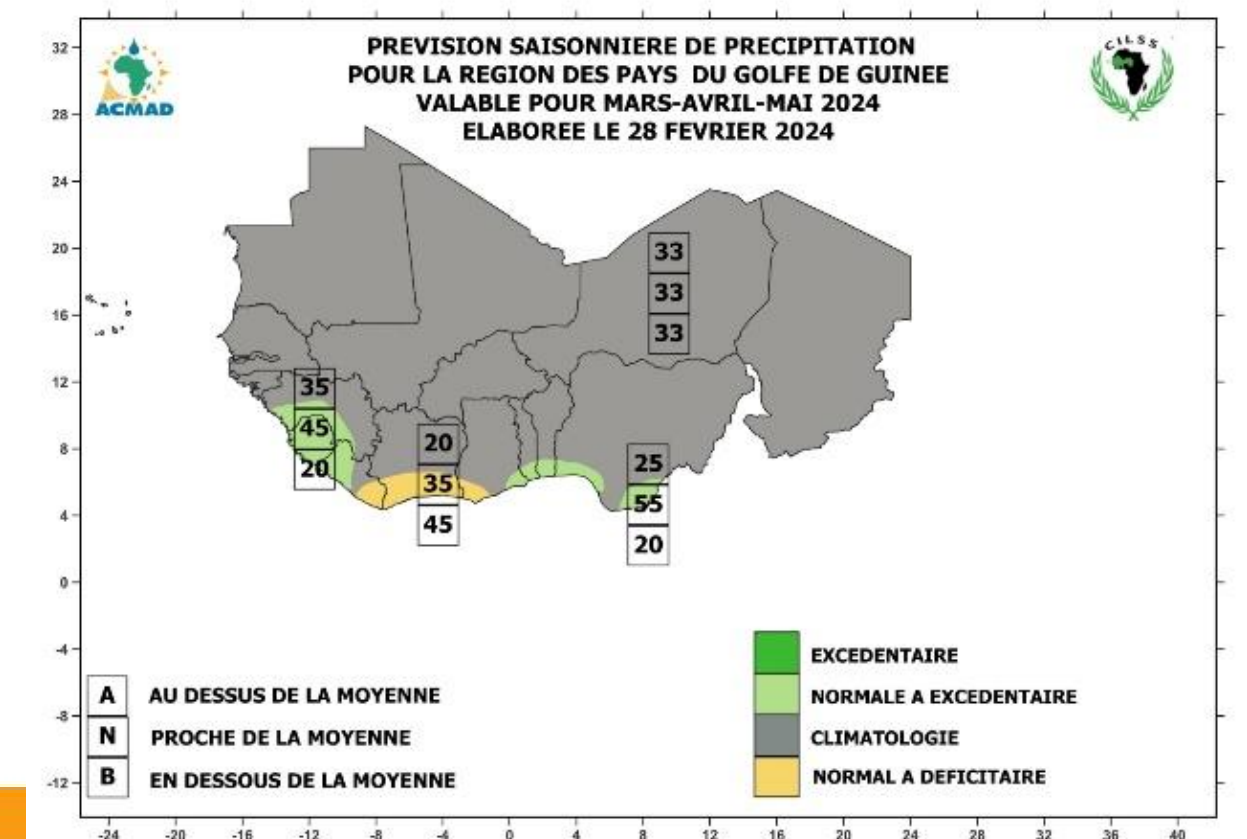 PREVISION SAISONNIERE DE PRECIPITATION
POUR LA REGION DES PAYS DU GOLFE DE GUINEE
VALABLE POUR MARS-AVRIL-MAI 2024
ELABOREE LE 28 FEVRIER 2024
ACMAD
CILSS
32
28
24
20
16
12
8
4
0
-4
-8
-12
33
33
33
35
45
20
20
35
45
25
55
20
A AU DESSUS DE LA MOYENNE
N PROCHE DE LA MOYENNE
B EN DESSOUS DE LA MOYENNE
EXCEDENTAIRE
NORMALE A EXCEDENTAIRE
CLIMATOLOGIE
NORMAL A DEFICITAIRE
-24 -20 -16 -12 -8 -4 0 4 8 12 16 20 24 28 32 36 40